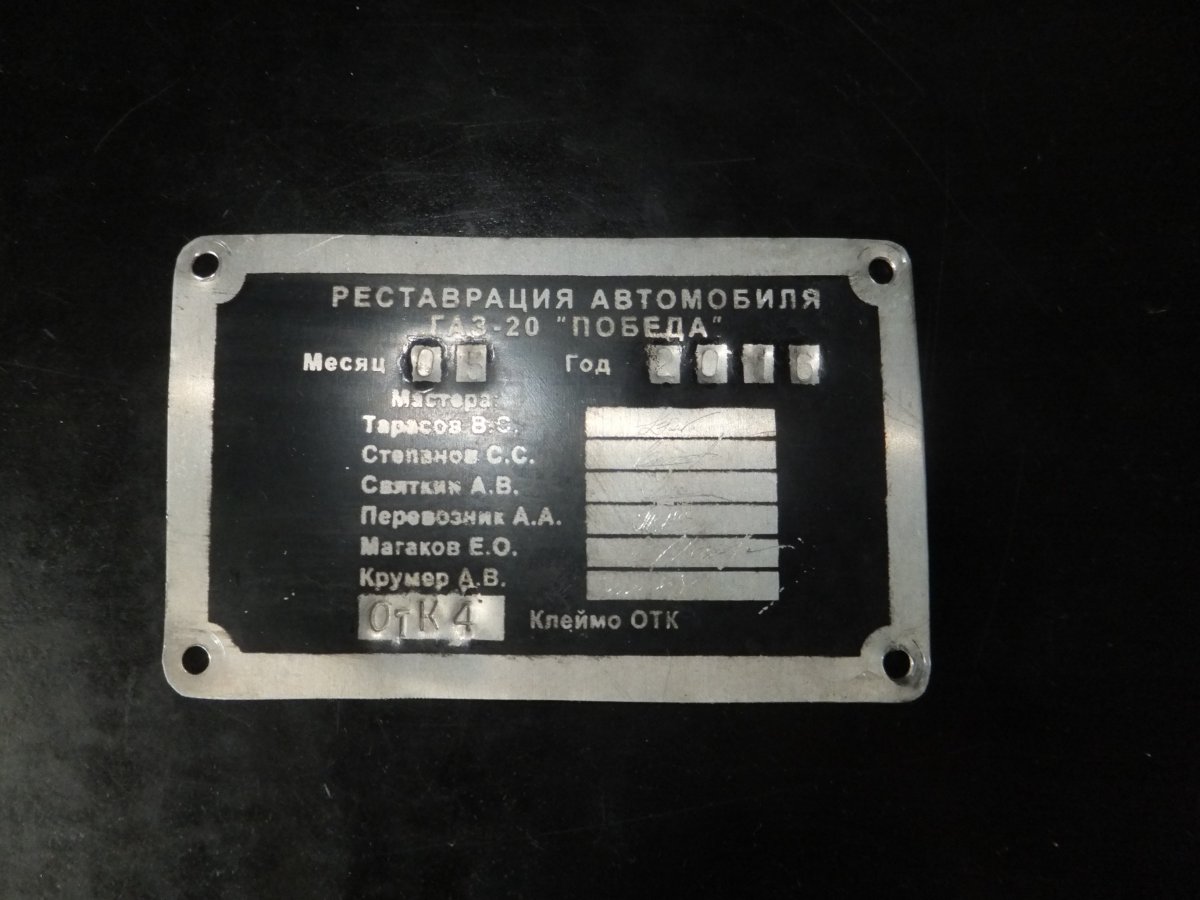 РЕСТАВРАЦИЯ АВТОМОБИЛЯ
ГАЗ-20 "ПОБЕДА"
Месяц 05 Год 2016
Мастера:
Тарасов В.С.
Степанов С.С.
Святкин А.В.
Перевозник А.А.
Магаков Е.О.
Крумер А.В.
ОтК 4 Клеймо ОТК